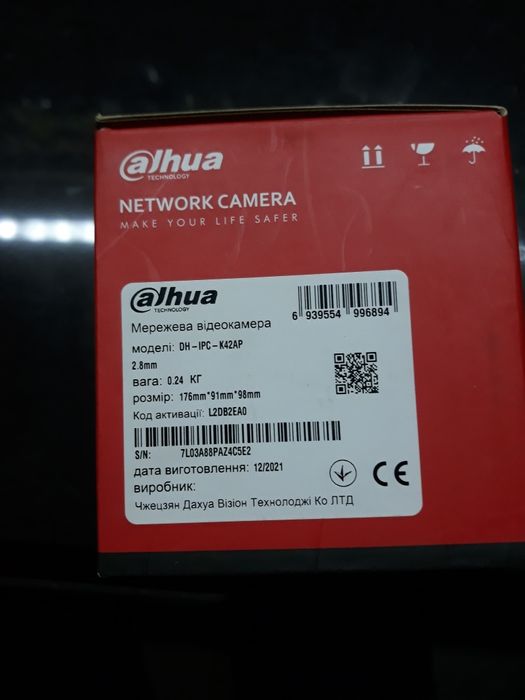 alhua
TECHNOLOGY
NETWORK CAMERA
MAKE YOUR LIFE SAFER
alhua
TECHNOLOGY
6 939554 996894
Мережева відеокамера
моделі: DH-IPC-K42AP
2.8mm
вага: 0.24 КГ
розмір: 176mm*91mm*98mm
Код активації: L2DB2EA0
S/N: 7L03A88PAZ4C5E2
дата виготовлення: 12/2021
виробник:
CE
Чжецзян Дахуа Візіон Технолоджі Ко ЛТД